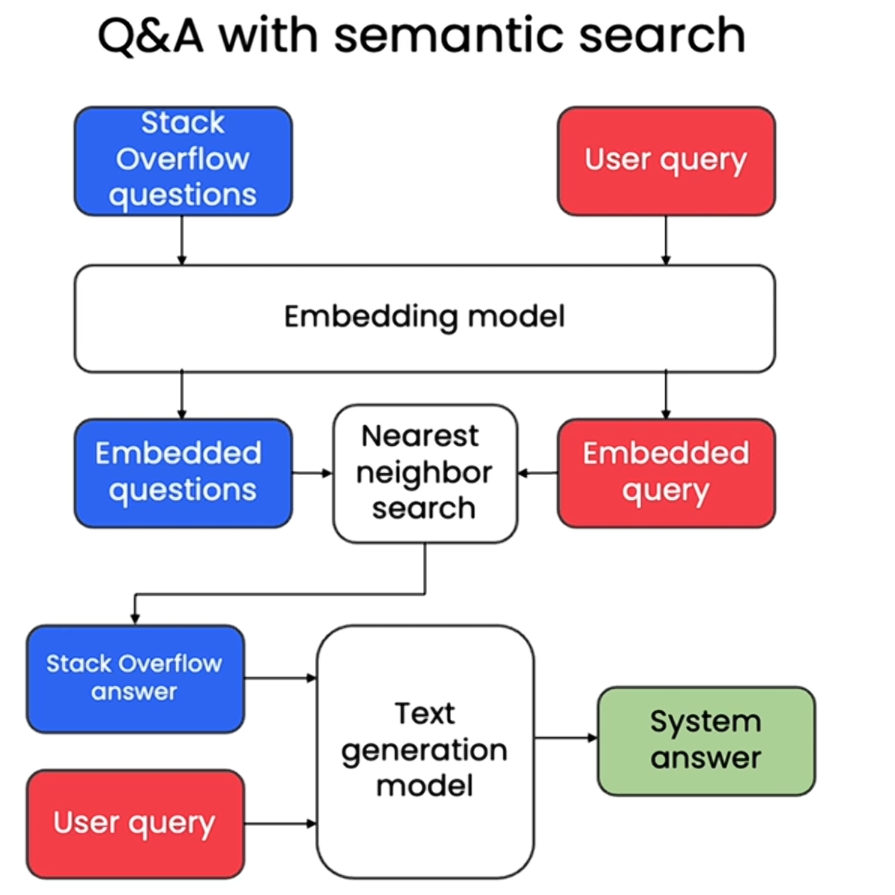 Q&A with semantic search
Stack
Overflow
questions
User query
Embedding model
Embedded
questions
Nearest
neighbor
search
Embedded
query
Stack Overflow
answer
Text
generation
model
System
answer
User query